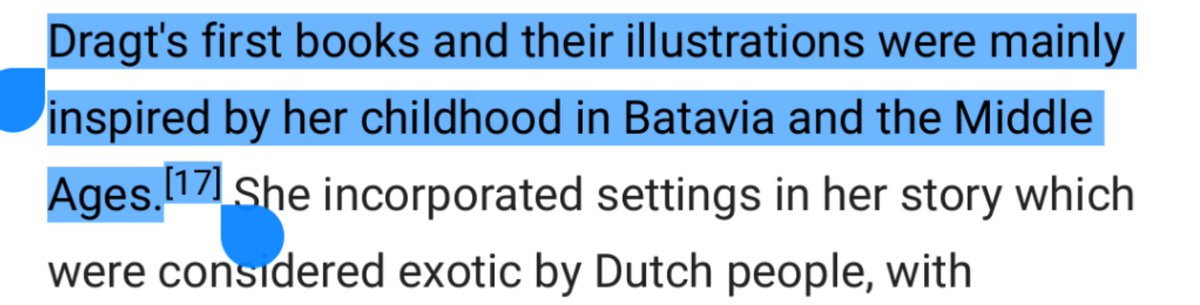 Dragt's first books and their illustrations were mainly
inspired by her childhood in Batavia and the Middle
Ages.[17] She incorporated settings in her story which
were considered exotic by Dutch people, with